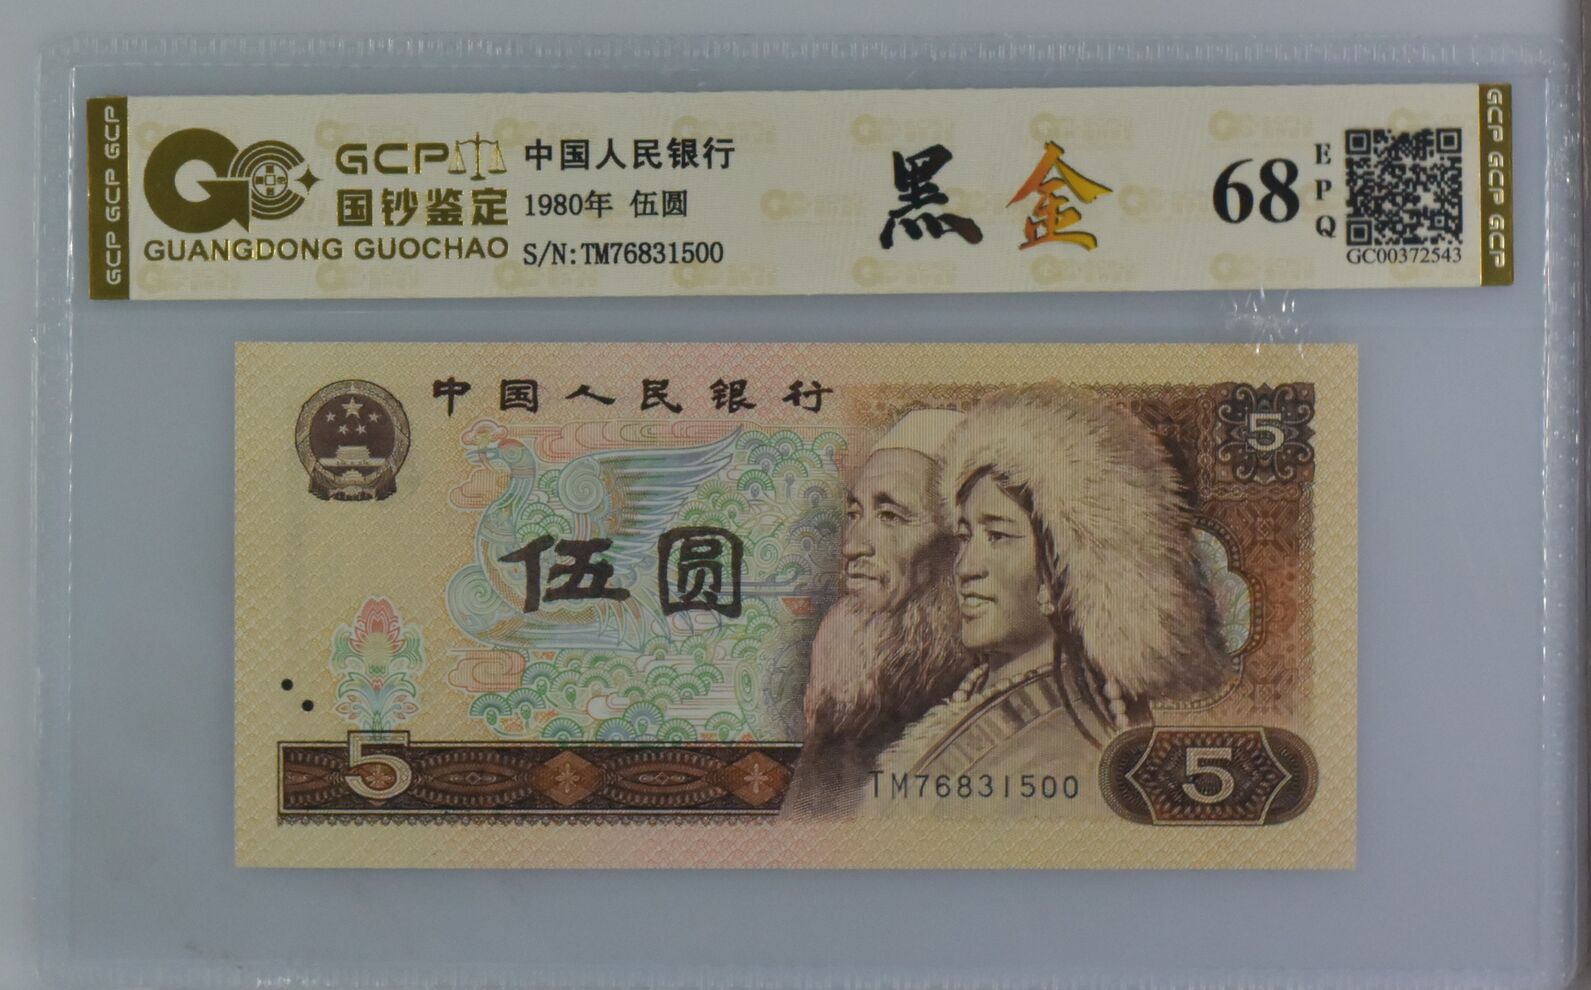 GCP GCP GCP
GCP
国钞鉴定
GUANGDONG GUOCHAO
中国人民银行
1980年 伍圆
S/N:TM76831500
黑金
68
EPQ
GC00372543
GCP GCP GCP
中国人民银行
5
伍圆
5
TM76831500
5